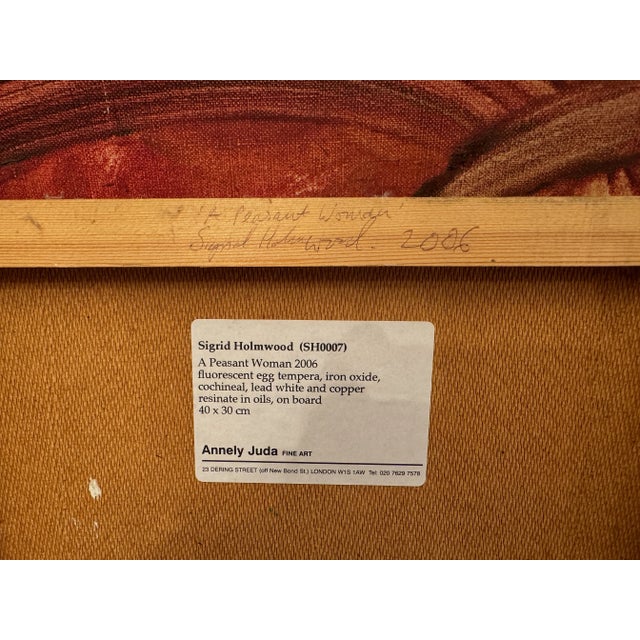 'A Peasant Woman'
Sigrid Holmwood. 2006
Sigrid Holmwood (SH0007)
A Peasant Woman 2006
fluorescent egg tempera, iron oxide,
cochineal, lead white and copper
resinate in oils, on board
40 x 30 cm
Annely Juda FINE ART
23 DERING STREET (off New Bond St.) LONDON W1S 1AW Tel: 020 7629 7578